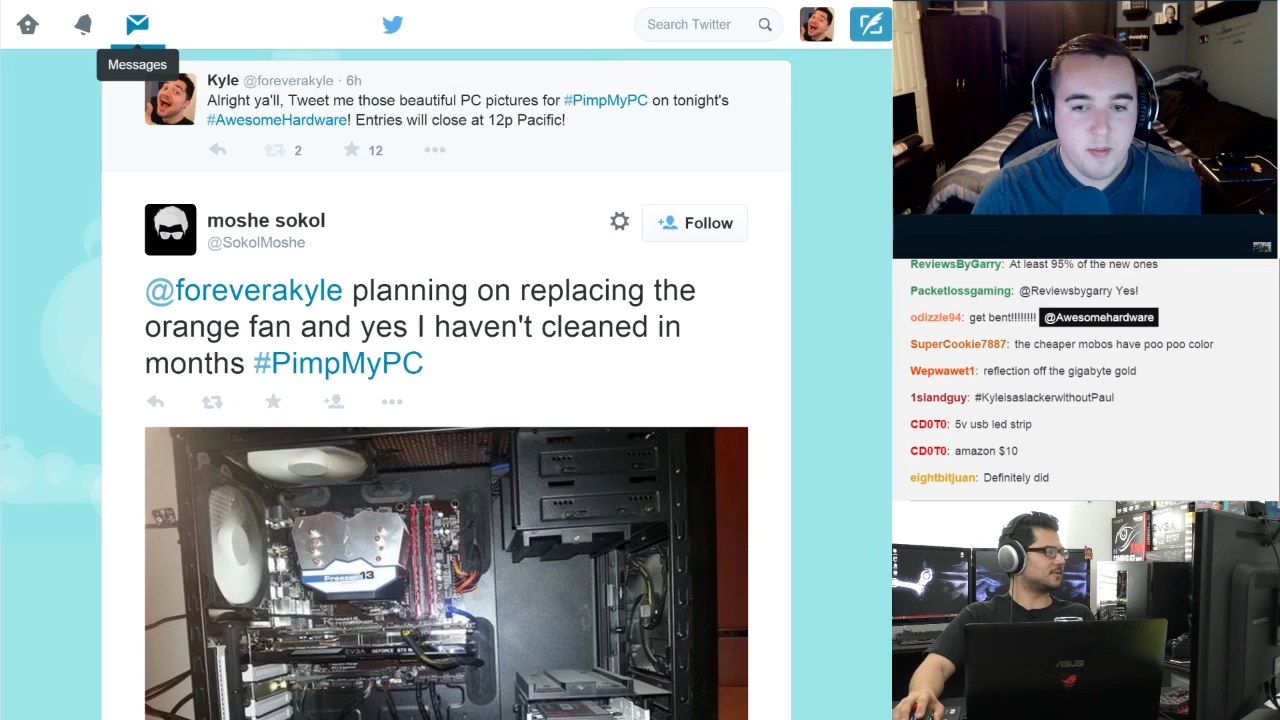 Search Twitter
Messages
Kyle @foreverakyle · 6h
Alright ya'll, Tweet me those beautiful PC pictures for #PimpMyPC on tonight's
#AwesomeHardware! Entries will close at 12p Pacific!
2
12
moshe sokol
@SokolMoshe
Follow
@foreverakyle planning on replacing the
orange fan and yes I haven't cleaned in
months #PimpMyPC
Freezer 13
EVGA GEFORCE GTX
ReviewsByGarry: At least 95% of the new ones
Packetlossgaming: @Reviewsbygarry Yes!
odizzle94: get bent!!!!!!!! @Awesomehardware
SuperCookie7887: the cheaper mobos have poo poo color
Wepwawet1: reflection off the gigabyte gold
1slandguy: #KyleisaslackerwithoutPaul
CD0T0: 5v usb led strip
CD0T0: amazon $10
eightbitjuan: Definitely did
EVGA
ASUS